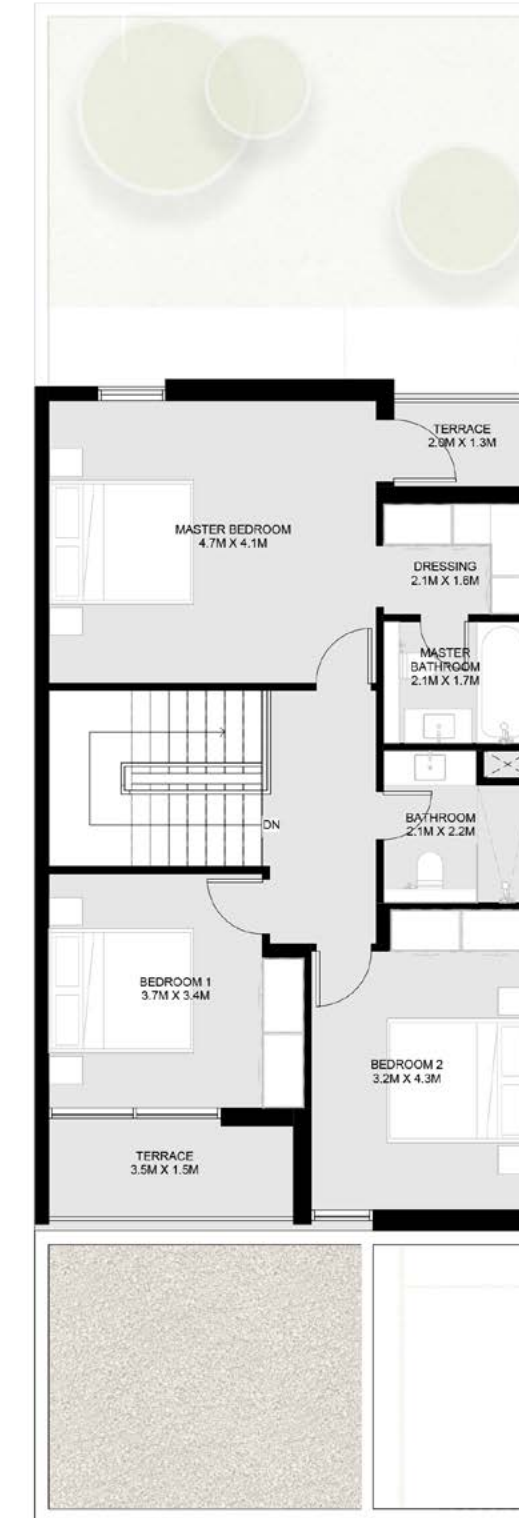 TERRACE
2.0M X 1.3M
MASTER BEDROOM
4.7M X 4.1M
DRESSING
2.1M X 1.6M
MASTER
BATHROOM
2.1M X 1.7M
DN
BATHROOM
2.1M X 2.2M
BEDROOM 1
3.7M X 3.4M
BEDROOM 2
3.2M X 4.3M
TERRACE
3.5M X 1.5M